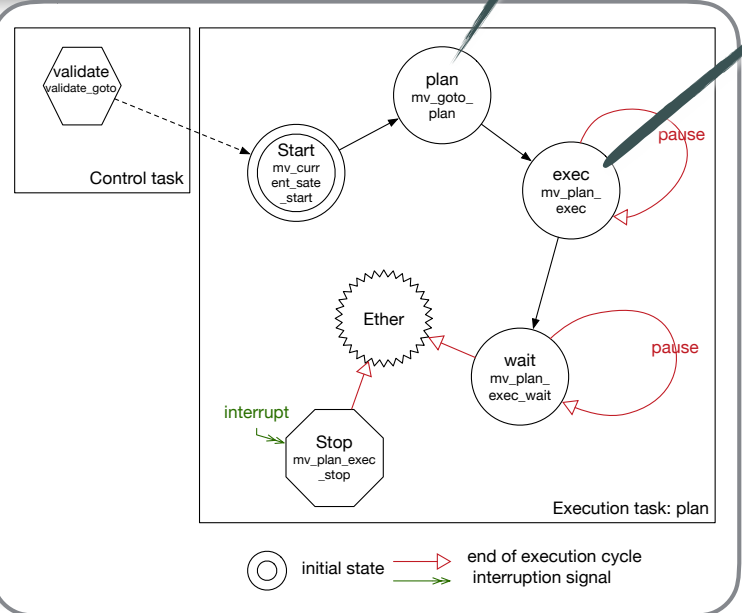 validate
validate_goto
Control task
Start
mv_curr
ent_sate
_start
plan
mv_goto_
plan
exec
mv_plan_
exec
pause
Ether
wait
mv_plan_
exec_wait
pause
interrupt
Stop
mv_plan_exec
_stop
Execution task: plan
initial state
end of execution cycle
interruption signal